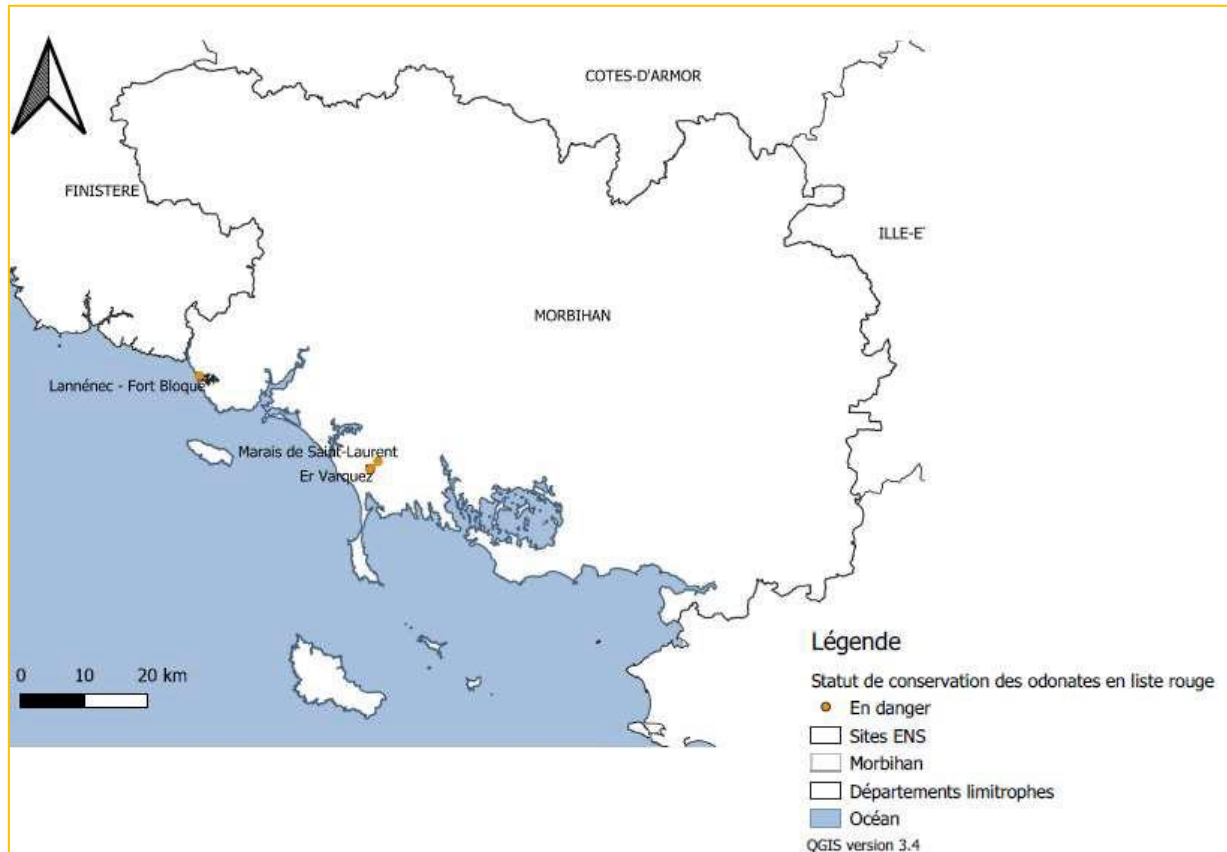 COTES-D'ARMOR
FINISTERE
ILLE-E
MORBIHAN
Lannénec - Fort Bloqué
Marais de Saint-Laurent
Er Varquez
0 10 20 km
Légende
Statut de conservation des odonates en liste rouge
En danger
Sites ENS
Morbihan
Départements limitrophes
Océan
QGIS version 3.4